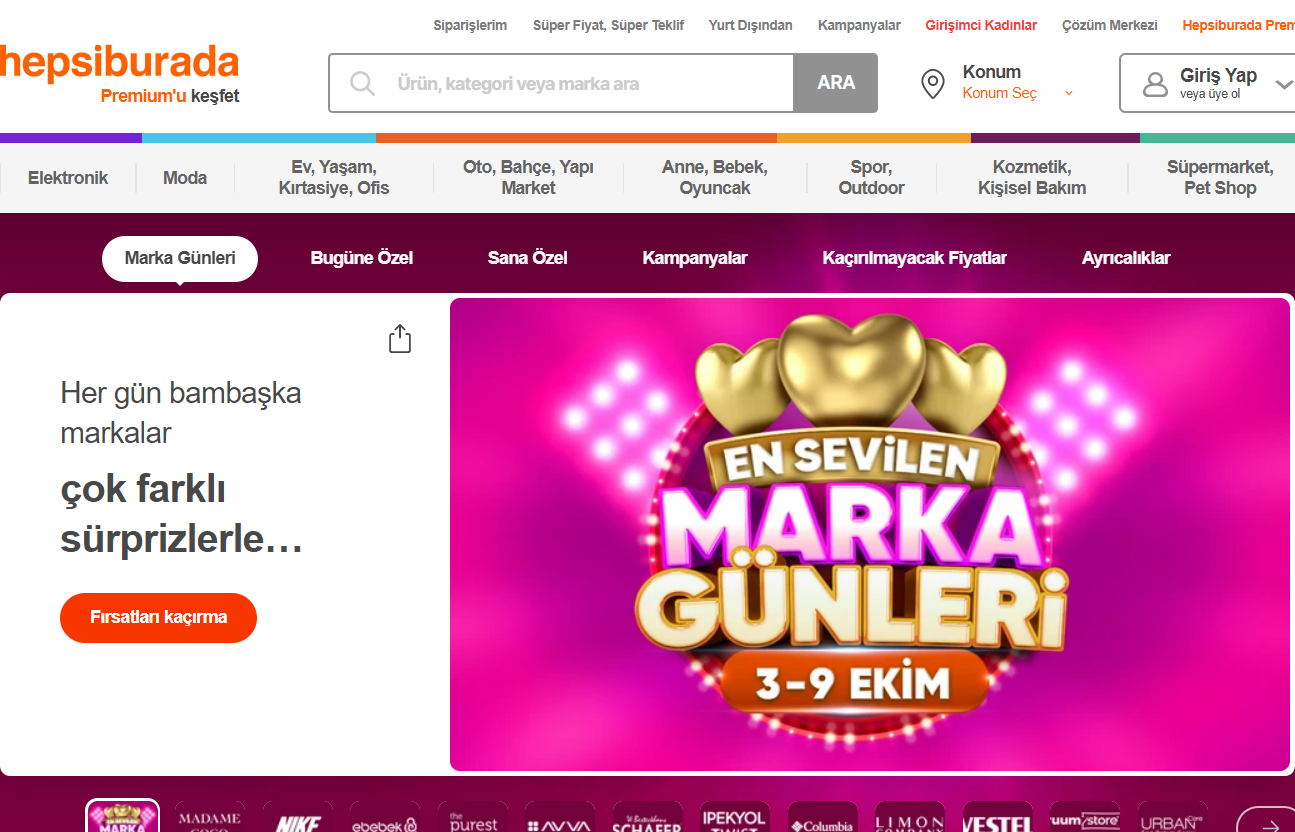 Siparişlerim Süper Fiyat, Süper Teklif Yurt Dışından Kampanyalar Girişimci Kadınlar Çözüm Merkezi Hepsiburada Prem
hepsiburada
Premium'u keşfet
Ürün, kategori veya marka ara
ARA
Konum
Konum Seç
Giriş Yap
veya üye ol
Elektronik
Moda
Ev, Yaşam,
Kırtasiye, Ofis
Oto, Bahçe, Yapı
Market
Anne, Bebek,
Oyuncak
Spor,
Outdoor
Kozmetik,
Kişisel Bakım
Süpermarket,
Pet Shop
Marka Günleri Bugüne Özel Sana Özel Kampanyalar Kaçırılmayacak Fiyatlar Ayrıcalıklar
Her gün bambaşka
markalar
çok farklı
sürprizlerle…
Fırsatları kaçırma
EN SEVİLEN
MARKA
GÜNLERİ
3-9 EKİM
EN SEVİLEN
MARKA
MADAME
COCO
NIKE
ebebek
the
purest
AVVA
SCHAFER
IPEKYOL
TWIST
Columbia
LIMON
COMPANY
VESTEL
uum/store
URBAN Care